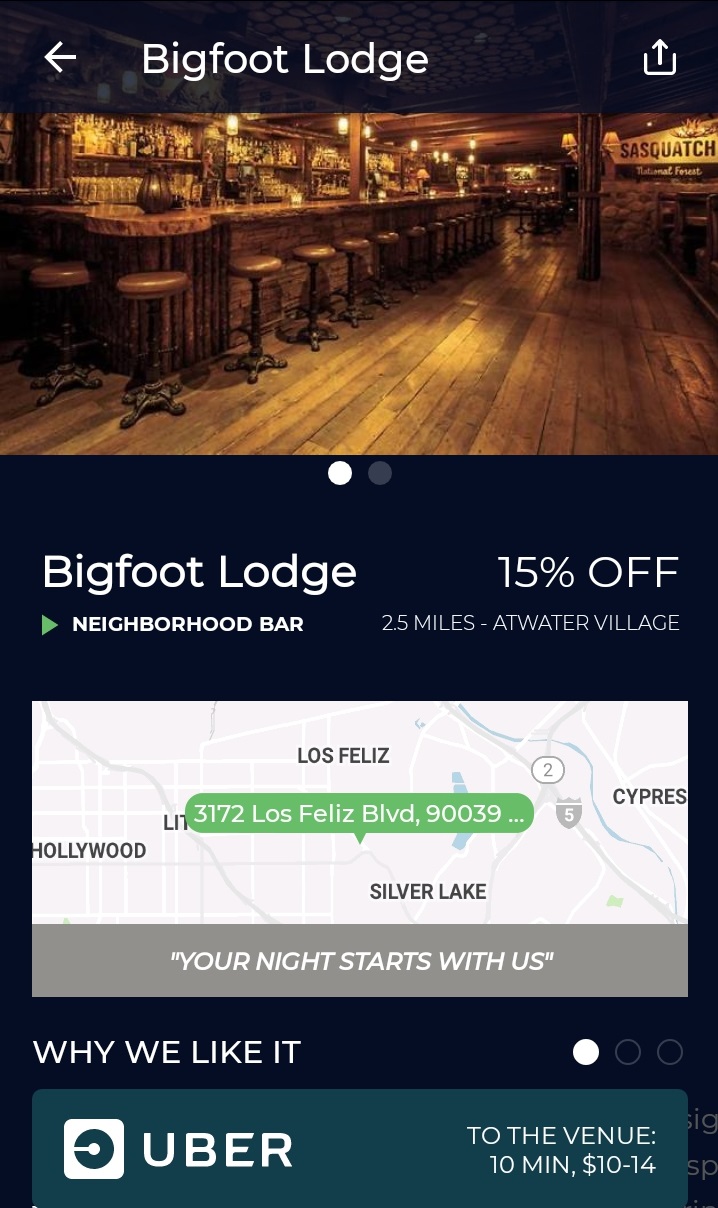 Bigfoot Lodge
SASQUATCH
National Forest
Bigfoot Lodge
15% OFF
NEIGHBORHOOD BAR
2.5 MILES - ATWATER VILLAGE
LOS FELIZ
2
CYPRES
3172 Los Feliz Blvd, 90039 ...
5
LIT
HOLLYWOOD
SILVER LAKE
"YOUR NIGHT STARTS WITH US"
WHY WE LIKE IT
UBER
TO THE VENUE:
10 MIN, $10-14
sig
sp